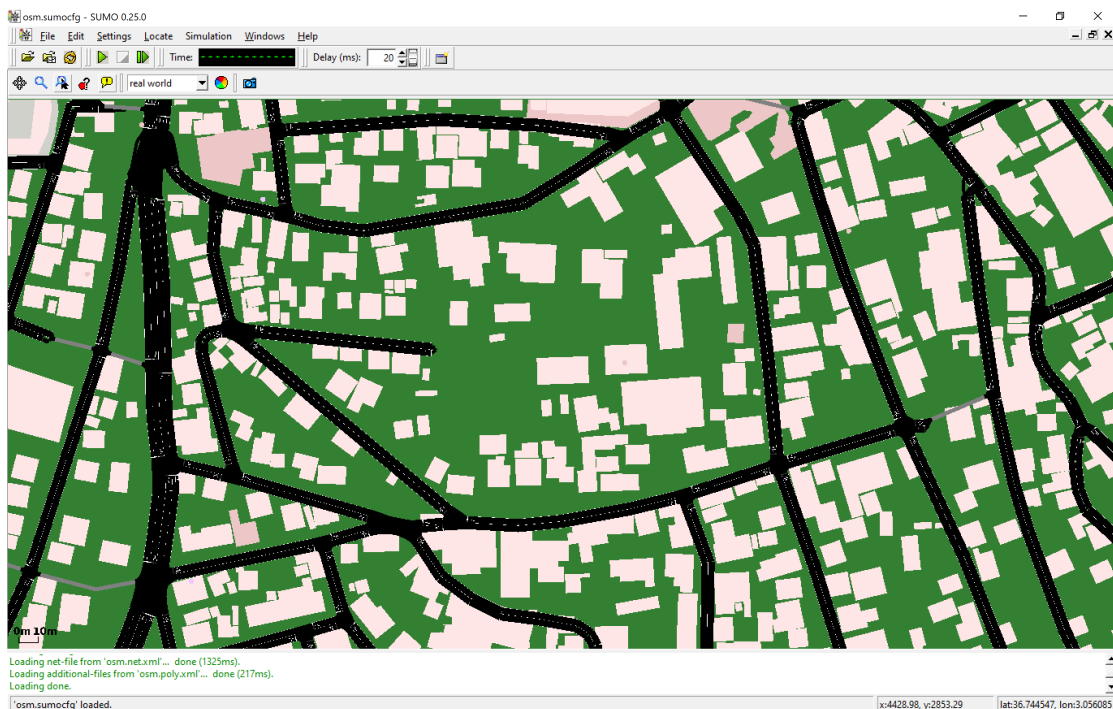 osm.sumocfg - SUMO 0.25.0
File Edit Settings Locate Simulation Windows Help
Time: Delay (ms): 20
real world
0m 10m
Loading net-file from 'osm.net.xml'... done (1325ms).
Loading additional-files from 'osm.poly.xml'... done (217ms).
Loading done.
'osm.sumocfg' loaded. x:4428.98, y:2853.29 lat:36.744547, lon:3.056085